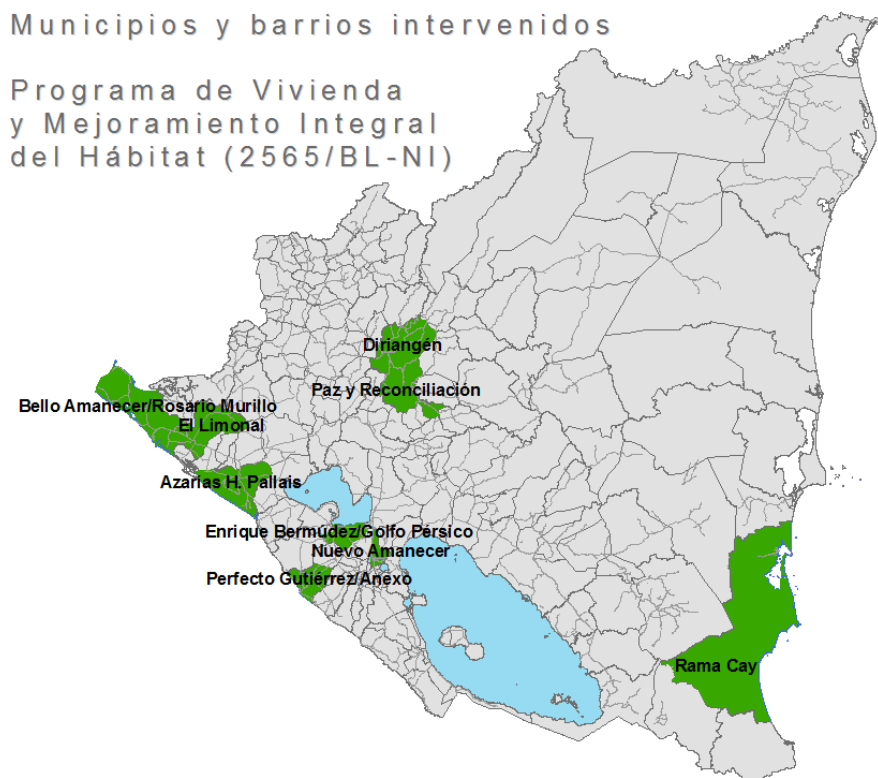 Municipios y barrios intervenidos
Programa de Vivienda
y Mejoramiento Integral
del Hábitat (2565/BL-NI)
Diriangén
Paz y Reconciliación
Bello Amanecer/Rosario Murillo
El Limonal
Azarías H. Pallais
Enrique Bermúdez/Golfo Pérsico
Nuevo Amanecer
Perfecto Gutiérrez/Anexo
Rama Cay